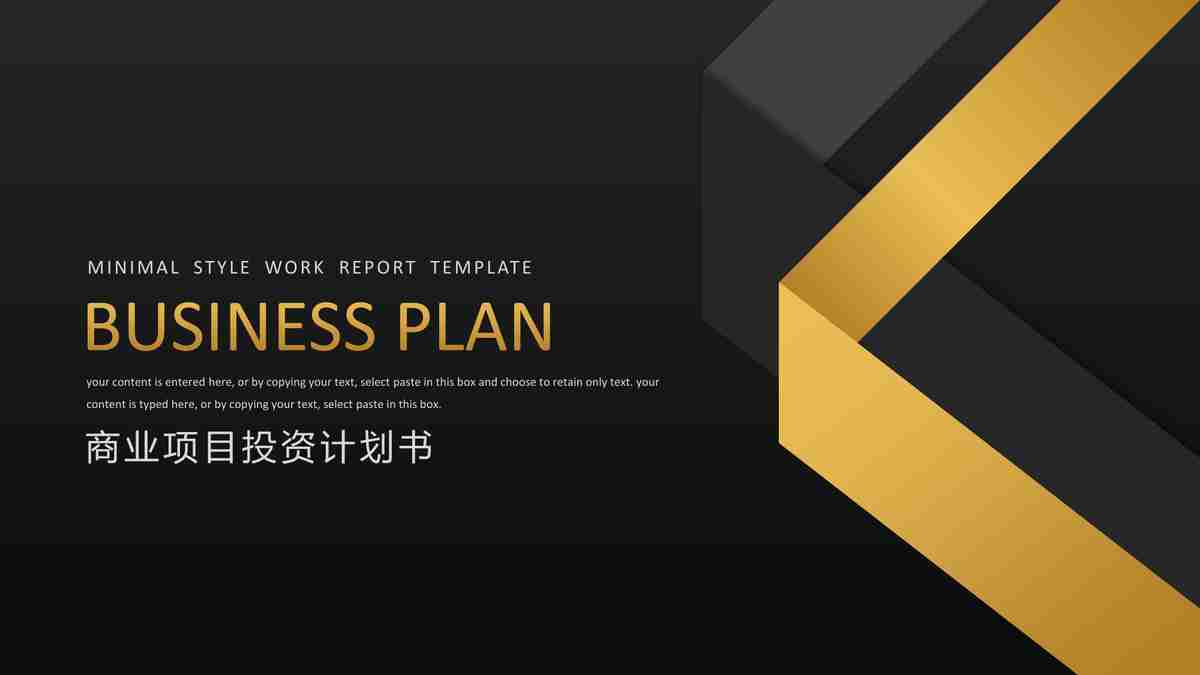 MINIMAL STYLE WORK REPORT TEMPLATE
BUSINESS PLAN
your content is entered here, or by copying your text, select paste in this box and choose to retain only text. your
content is typed here, or by copying your text, select paste in this box.
商业项目投资计划书